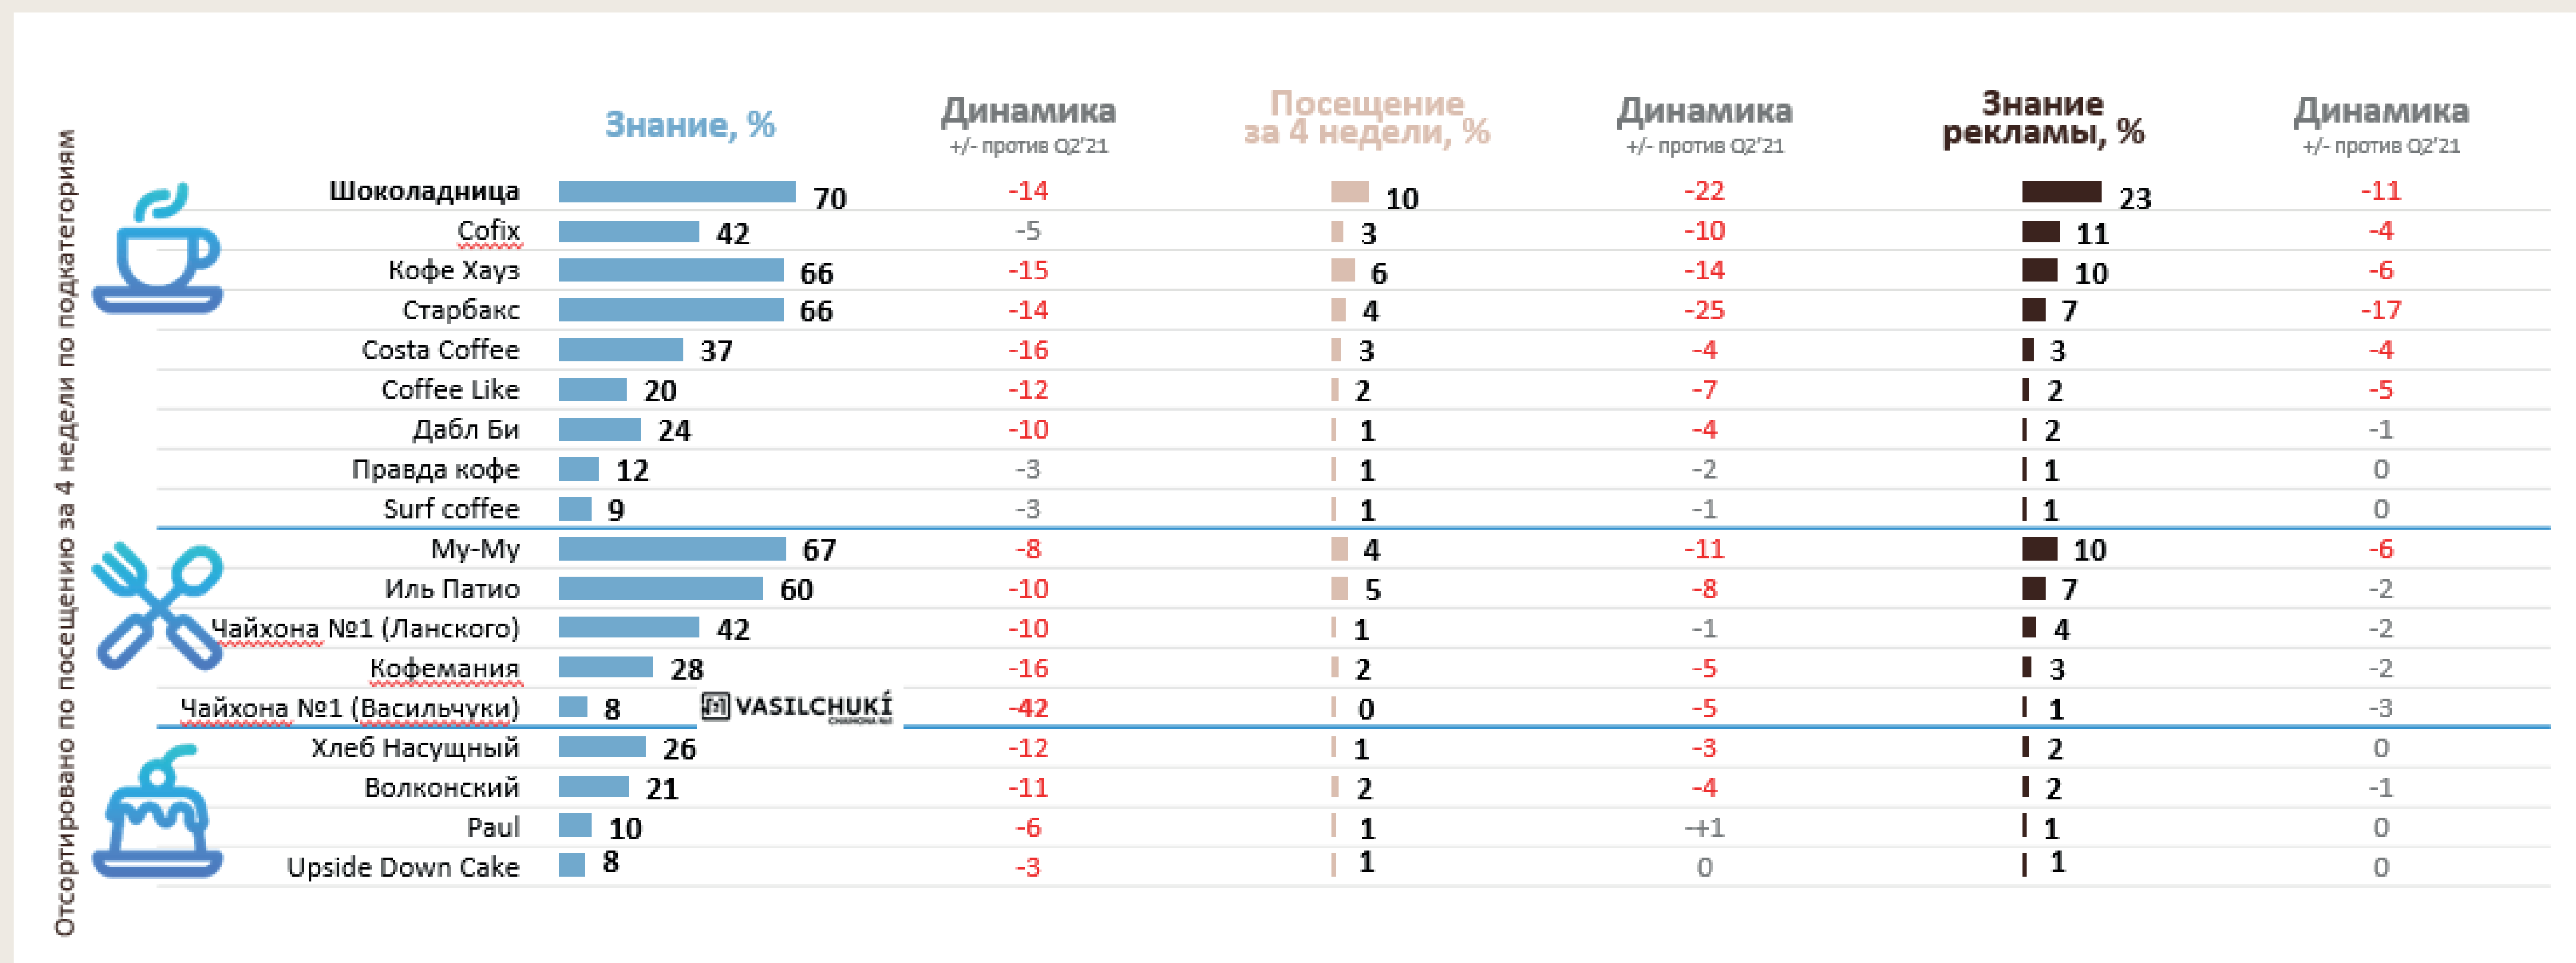 Отсортировано по посещению за 4 недели по подкатегориям
Знание, % Динамика Посещение за 4 недели, % Динамика Знание рекламы, % Динамика
+/- против Q2'21 +/- против Q2'21 +/- против Q2'21
Шоколадница 70 -14 10 -22 23 -11
Cofix 42 -5 3 -10 11 -4
Кофе Хауз 66 -15 6 -14 10 -6
Старбакс 66 -14 4 -25 7 -17
Costa Coffee 37 -16 3 -4 3 -4
Coffee Like 20 -12 2 -7 2 -5
Дабл Би 24 -10 1 -4 2 -1
Правда кофе 12 -3 1 -2 1 0
Surf coffee 9 -3 1 -1 1 0
Му-Му 67 -8 4 -11 10 -6
Иль Патио 60 -10 5 -8 7 -2
Чайхона №1 (Ланского) 42 -10 1 -1 4 -2
Кофемания 28 -16 2 -5 3 -2
Чайхона №1 (Васильчуки) 8 VASILCHUKÍ -42 0 -5 1 -3
Хлеб Насущный 26 -12 1 -3 2 0
Волконский 21 -11 2 -4 2 -1
Paul 10 -6 1 -+1 1 0
Upside Down Cake 8 -3 1 0 1 0